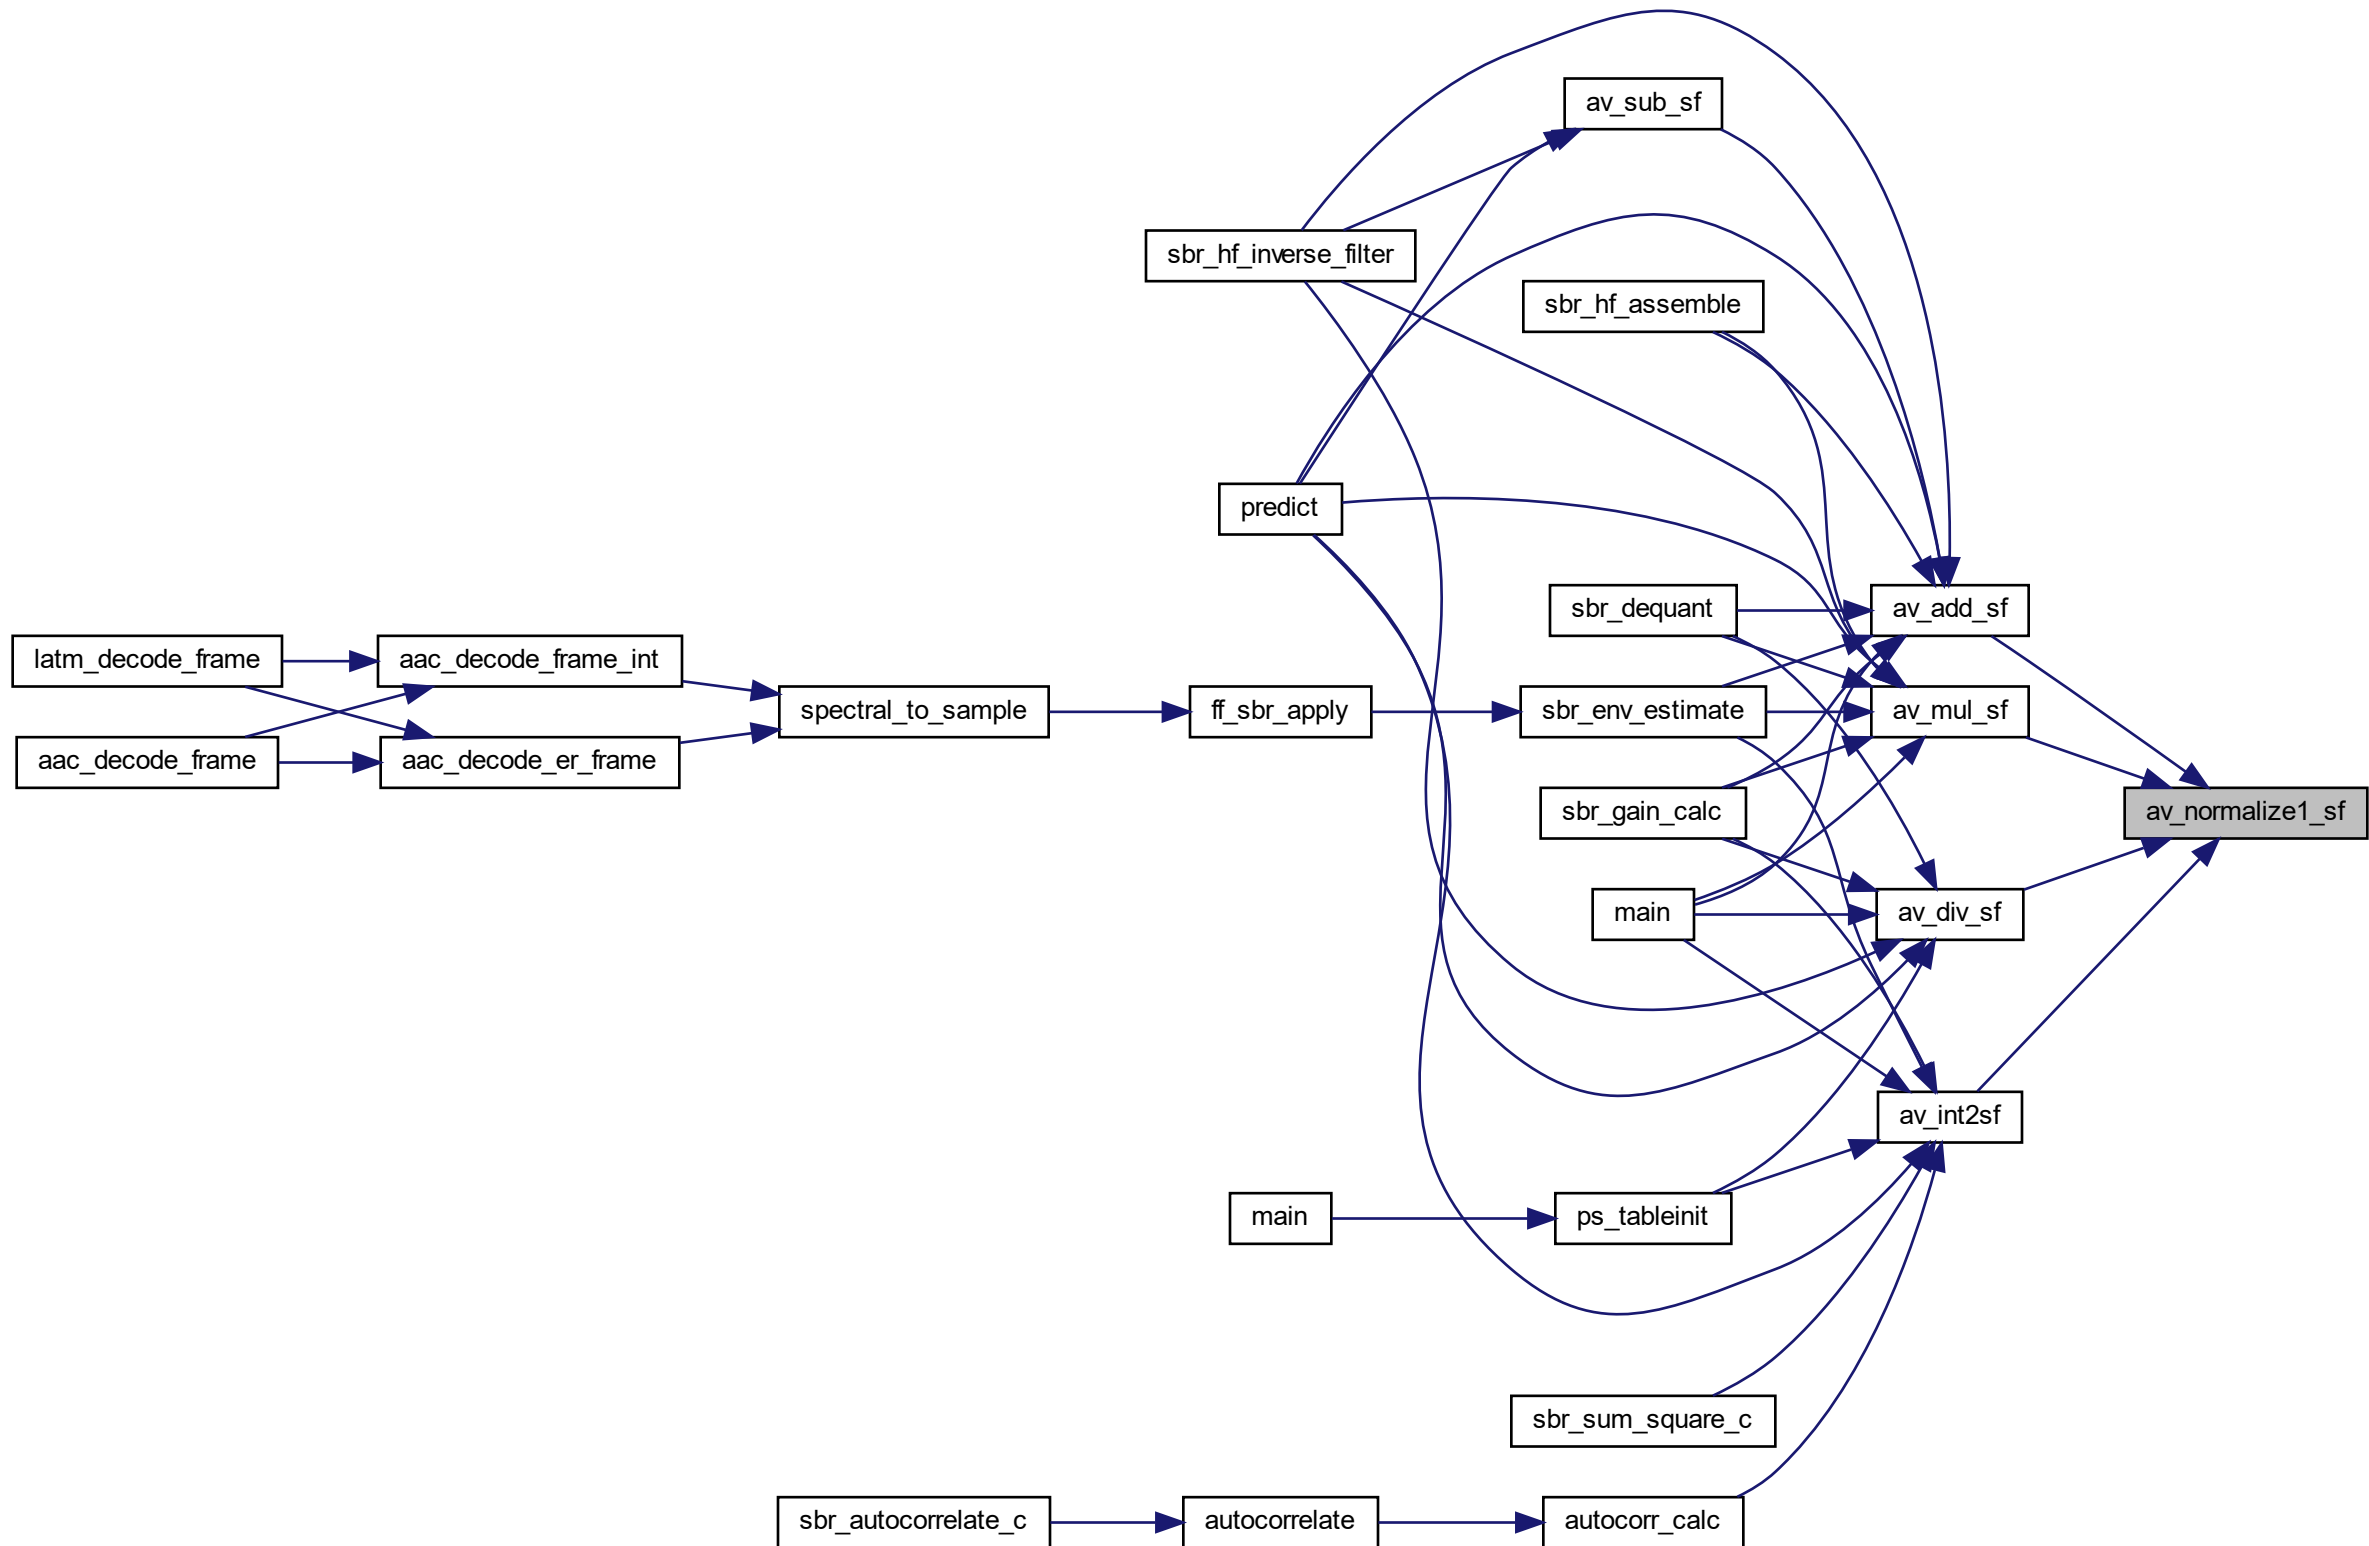 av_sub_sf
sbr_hf_inverse_filter
sbr_hf_assemble
predict
sbr_dequant
av_add_sf
latm_decode_frame
aac_decode_frame_int
spectral_to_sample
ff_sbr_apply
sbr_env_estimate
av_mul_sf
aac_decode_frame
aac_decode_er_frame
sbr_gain_calc
av_normalize1_sf
main
av_div_sf
av_int2sf
main
ps_tableinit
sbr_sum_square_c
sbr_autocorrelate_c
autocorrelate
autocorr_calc